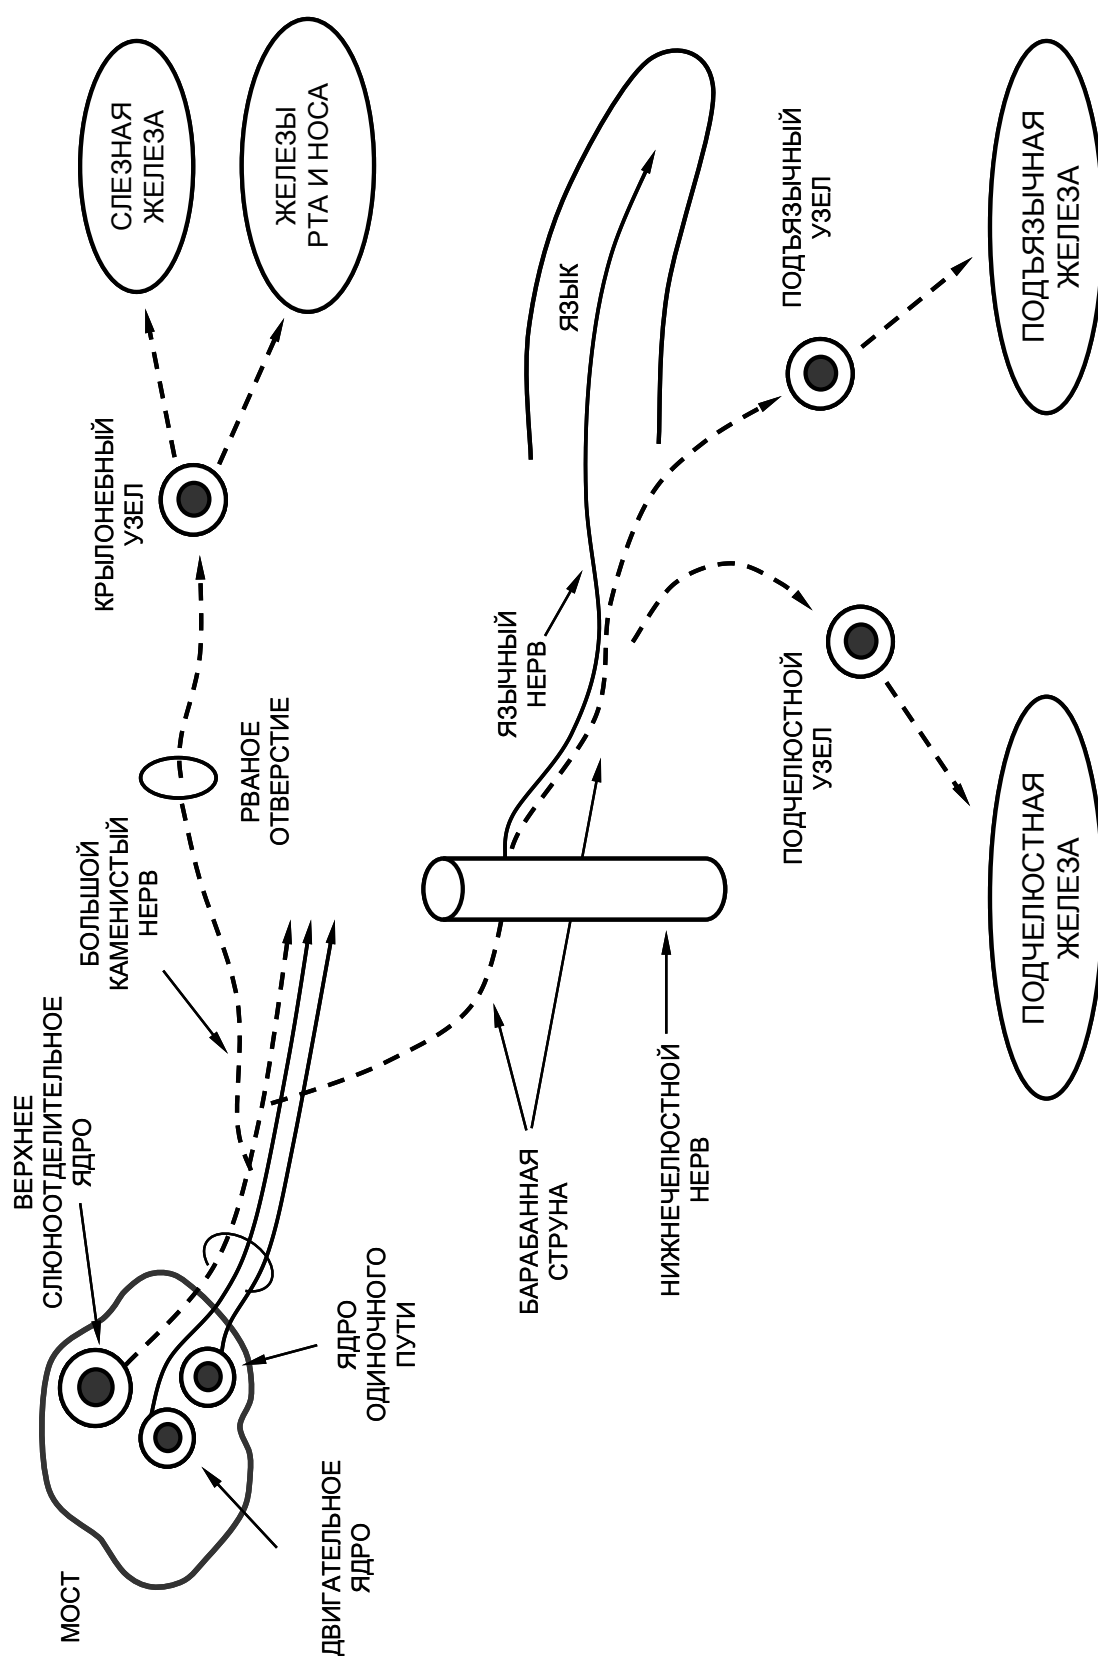 МОСТ
ВЕРХНЕЕ
СЛЮНООТДЕЛИТЕЛЬНОЕ
ЯДРО
БОЛЬШОЙ
КАМЕНИСТЫЙ
НЕРВ
РВАНОЕ
ОТВЕРСТИЕ
КРЫЛОНЕБНЫЙ
УЗЕЛ
СЛЕЗНАЯ
ЖЕЛЕЗА
ЖЕЛЕЗЫ
РТА И НОСА
ДВИГАТЕЛЬНОЕ
ЯДРО
ЯДРО
ОДИНОЧНОГО
ПУТИ
БАРАБАННАЯ
СТРУНА
НИЖНЕЧЕЛЮСТНОЙ
НЕРВ
ЯЗЫЧНЫЙ
НЕРВ
ЯЗЫК
ПОДЧЕЛЮСТНОЙ
УЗЕЛ
ПОДЪЯЗЫЧНЫЙ
УЗЕЛ
ПОДЧЕЛЮСТНАЯ
ЖЕЛЕЗА
ПОДЪЯЗЫЧНАЯ
ЖЕЛЕЗА